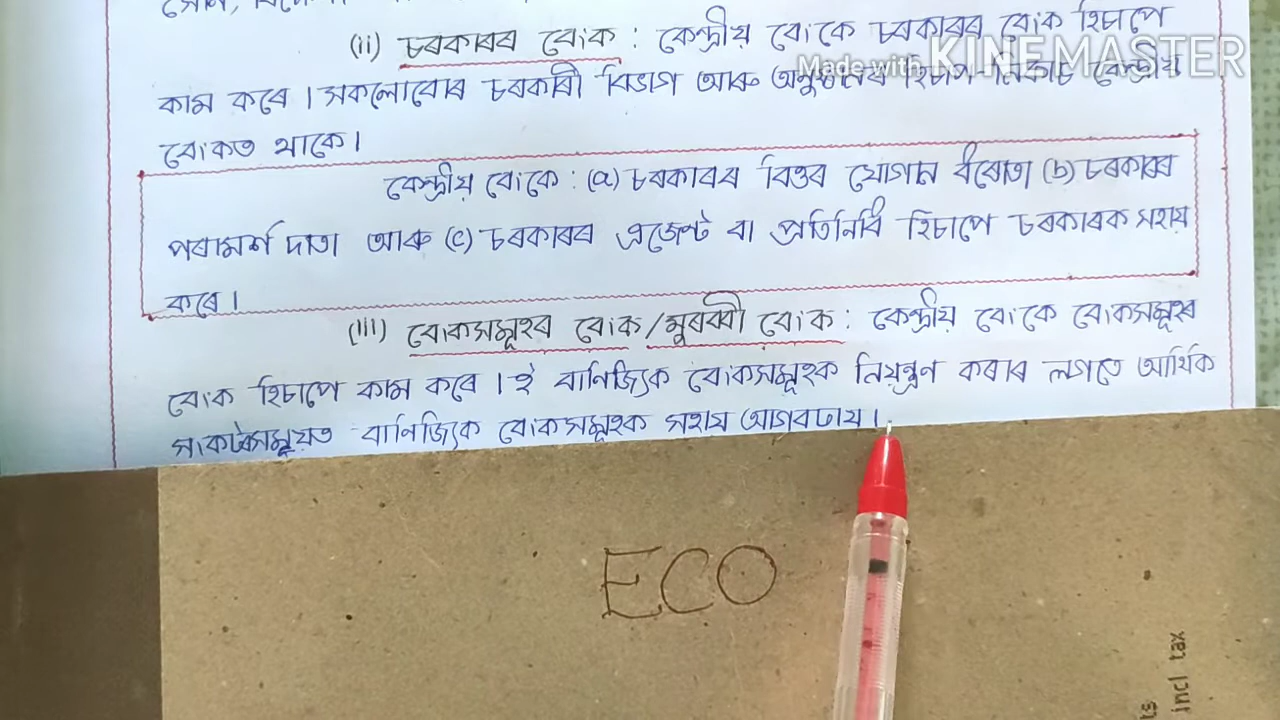 (ii) চৰকাৰৰ বেংক : কেন্দ্ৰীয় বেংকে চৰকাৰৰ বেংক হিচাপে
Made with KINEMASTER
কাম কৰে । সকলোবোৰ চৰকাৰী বিভাগ আৰু অনুষ্ঠানৰ হিচাপ-নিকাচ কেন্দ্ৰীয়
বেংকত থাকে।
কেন্দ্ৰীয় বেংকে : (a) চৰকাৰৰ বিত্তৰ যোগান ধৰোতা (b) চৰকাৰৰ
পৰামৰ্শ দাতা আৰু (c) চৰকাৰৰ এজেণ্ট বা প্ৰতিনিধি হিচাপে চৰকাৰক সহায়
কৰে ।
(iii) বেংকসমূহৰ বেংক/মুৰব্বী বেংক : কেন্দ্ৰীয় বেংকে বেংকসমূহৰ
বেংক হিচাপে কাম কৰে । ই বাণিজ্যিক বেংকসমূহক নিয়ন্ত্ৰণ কৰাৰ লগতে আৰ্থিক
বাণিজ্যিক বেংকসমূহক সহায় আগবঢায় ।
ECO
incl tax